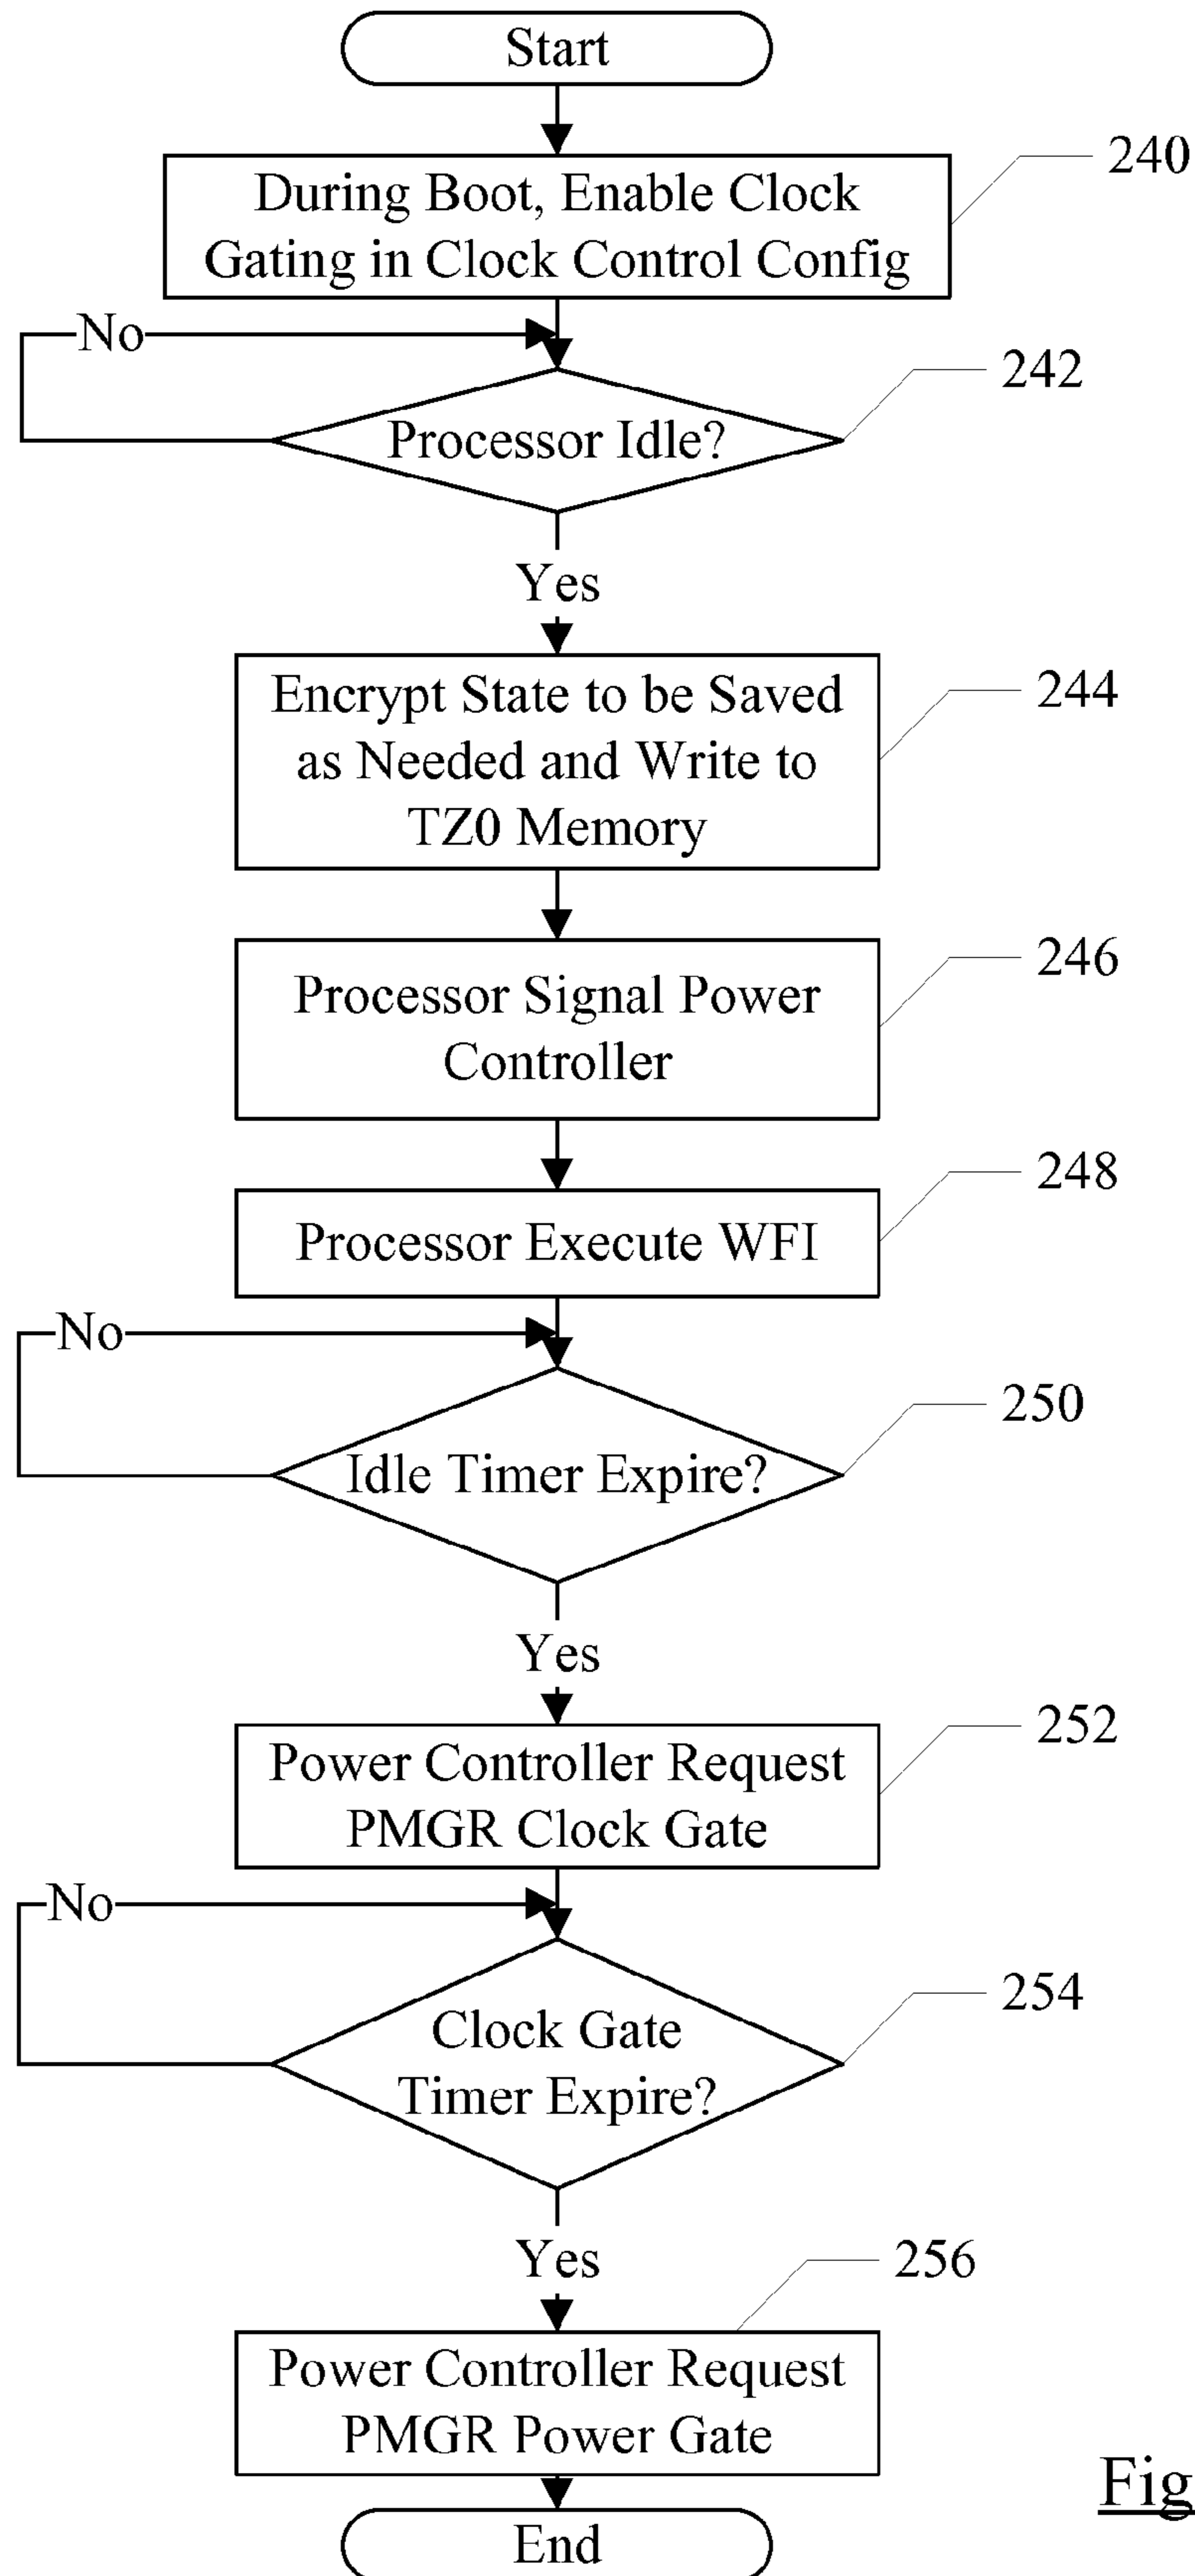 Start
During Boot, Enable Clock
Gating in Clock Control Config
240
No
Processor Idle?
242
Yes
Encrypt State to be Saved
as Needed and Write to
TZ0 Memory
244
Processor Signal Power
Controller
246
Processor Execute WFI
248
No
Idle Timer Expire?
250
Yes
Power Controller Request
PMGR Clock Gate
252
No
Clock Gate
Timer Expire?
254
Yes
256
Power Controller Request
PMGR Power Gate
End
Fig